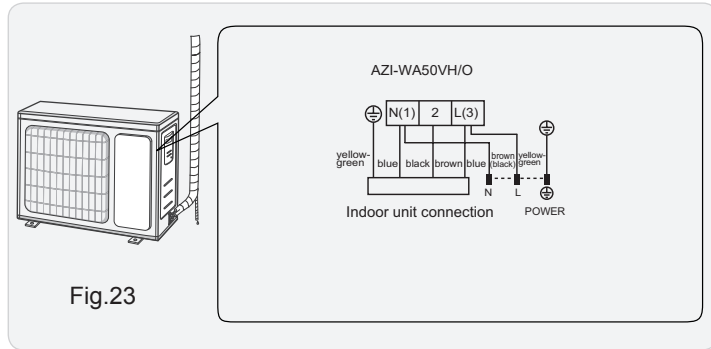 AZI-WA50VH/O
N(1) 2 L(3)
yellow-
green
blue
black
brown
blue
brown
(black)
yellow-
green
N L
Indoor unit connection
POWER
Fig.23